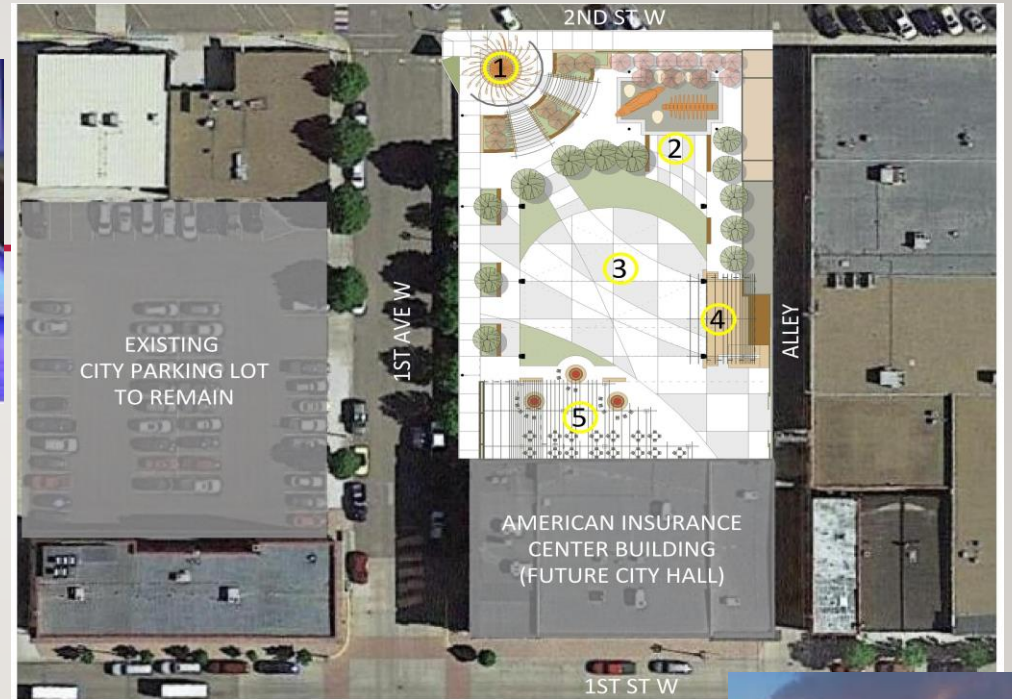 2ND ST W
1
2
3
4
5
1ST AVE W
ALLEY
EXISTING
CITY PARKING LOT
TO REMAIN
AMERICAN INSURANCE
CENTER BUILDING
(FUTURE CITY HALL)
1ST ST W